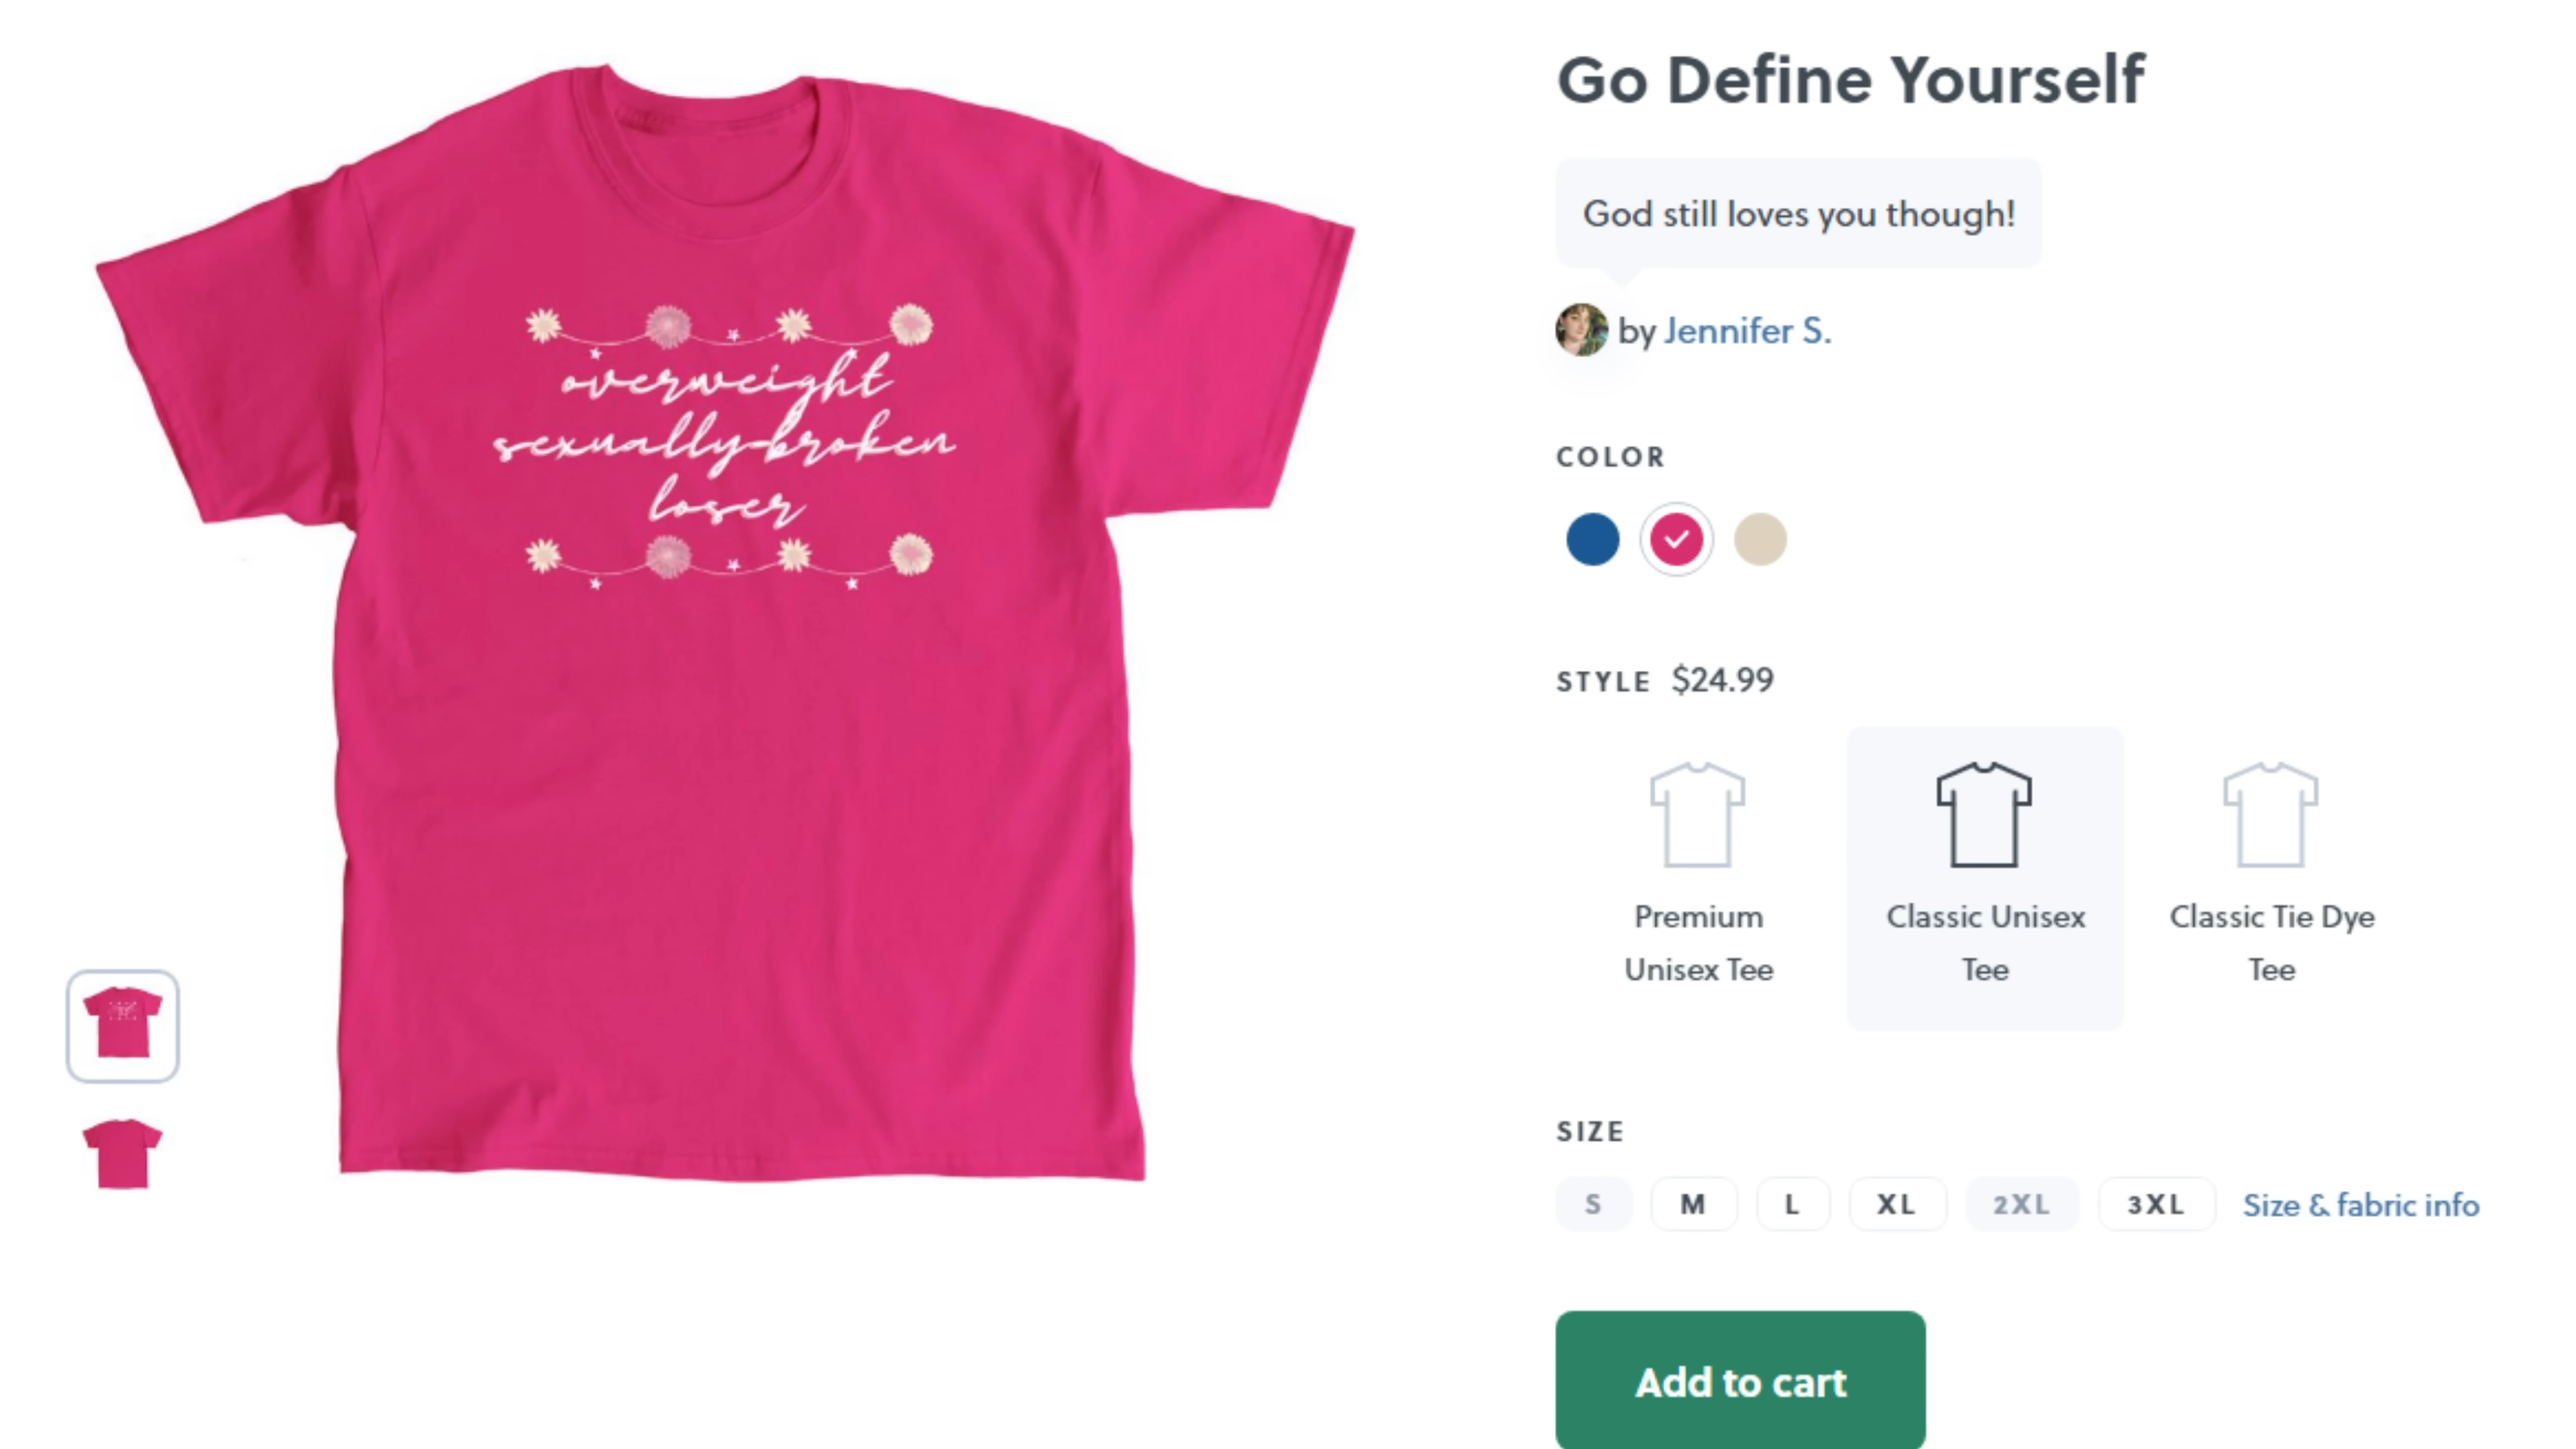 overweight
sexually-broken
loser
Go Define Yourself
God still loves you though!
by Jennifer S.
COLOR
STYLE $24.99
Premium
Unisex Tee
Classic Unisex
Tee
Classic Tie Dye
Tee
SIZE
S M L XL 2XL 3XL Size & fabric info
Add to cart